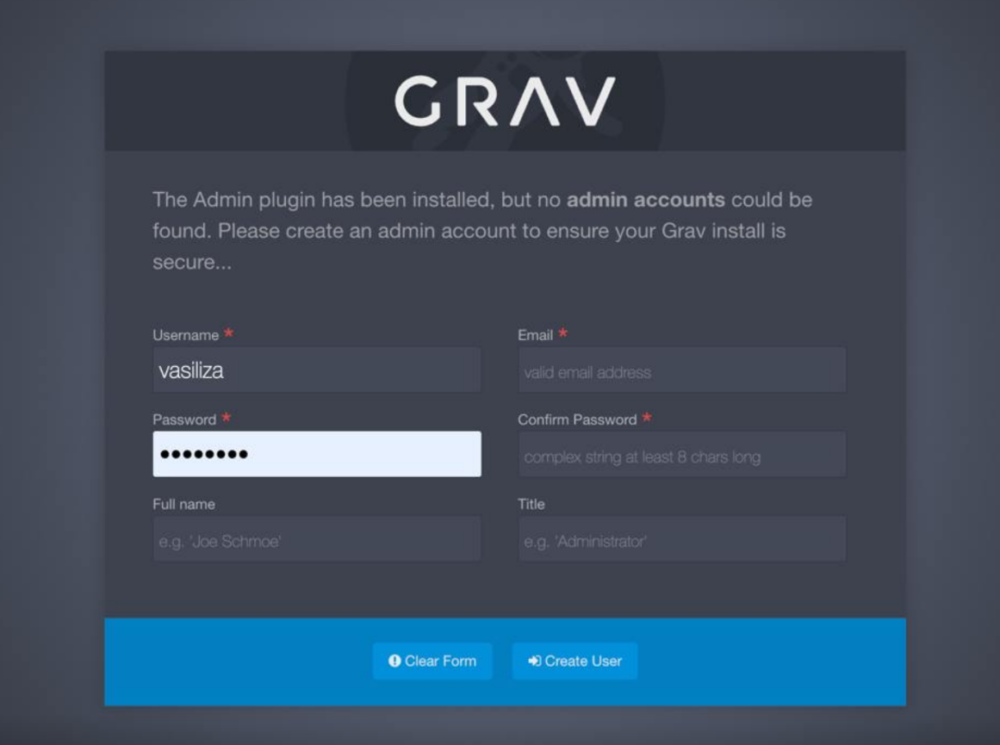 GRAV
The Admin plugin has been installed, but no admin accounts could be
found. Please create an admin account to ensure your Grav install is
secure...
Username *
Email *
vasiliza
valid email address
Password *
Confirm Password *
••••••••
complex string at least 8 chars long
Full name
Title
e.g. 'Joe Schmoe'
e.g. 'Administrator'
Clear Form
Create User